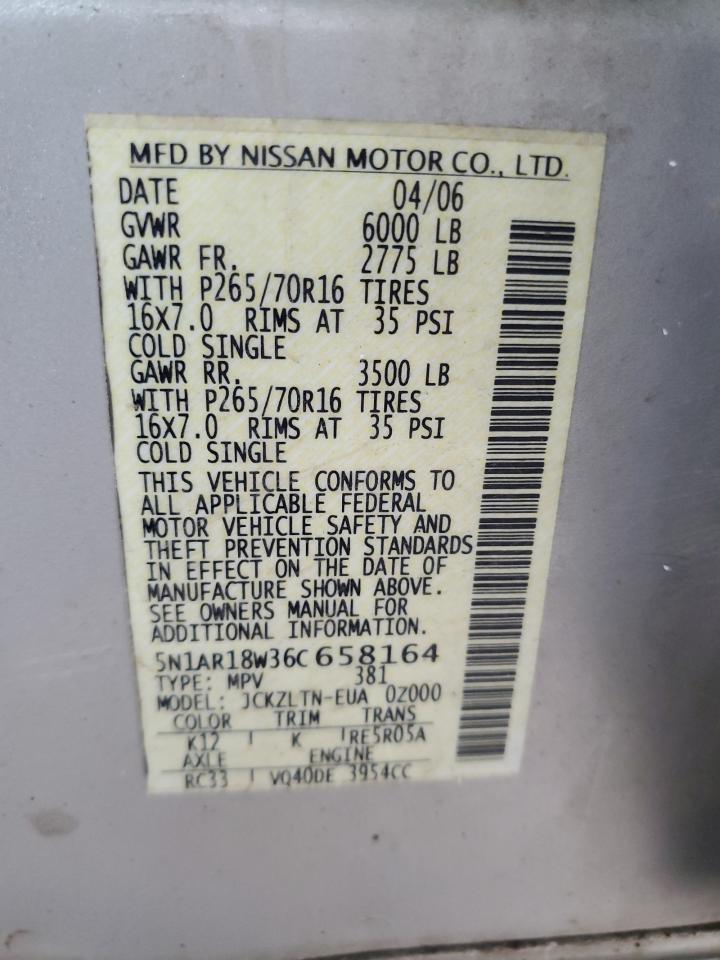 MFD BY NISSAN MOTOR CO., LTD.
DATE 04/06
GVWR 6000 LB
GAWR FR. 2775 LB
WITH P265/70R16 TIRES
16X7.0 RIMS AT 35 PSI
COLD SINGLE
GAWR RR. 3500 LB
WITH P265/70R16 TIRES
16X7.0 RIMS AT 35 PSI
COLD SINGLE
THIS VEHICLE CONFORMS TO
ALL APPLICABLE FEDERAL
MOTOR VEHICLE SAFETY AND
THEFT PREVENTION STANDARDS
IN EFFECT ON THE DATE OF
MANUFACTURE SHOWN ABOVE.
SEE OWNERS MANUAL FOR
ADDITIONAL INFORMATION.
5N1AR18W36C658164
TYPE: MPV 381
MODEL: JCKZLTN-EUA 0Z000
COLOR TRIM TRANS
K12 K RE5R05A
AXLE ENGINE
RC33 VQ40DE 3954CC